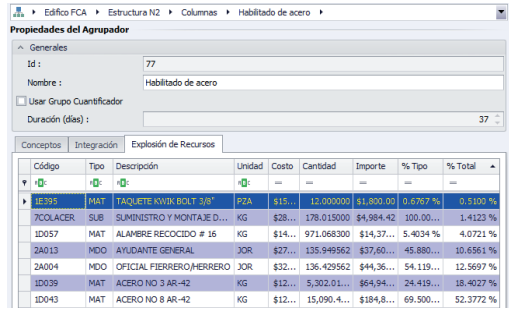 Edifico FCA Estructura N2 Columnas Habilitado de acero
Propiedades del Agrupador
Generales
Id : 77
Nombre : Habilitado de acero
Usar Grupo Cuantificador
Duración (días) : 37
Conceptos Integración Explosión de Recursos
Código Tipo Descripción Unidad Costo Cantidad Importe % Tipo % Total
= = = = =
1E395 MAT TAQUETE KWIK BOLT 3/8" PZA $15... 12.000000 $1,800.00 0.6767 % 0.5100 %
7COLACER SUB SUMINISTRO Y MONTAJE D... KG $28... 178.015000 $4,984.42 100.00... 1.4123 %
1D057 MAT ALAMBRE RECOCIDO # 16 KG $14... 971.068300 $14,37... 5.4034 % 4.0721 %
2A013 MDO AYUDANTE GENERAL JOR $27... 135.949562 $37,60... 45.880... 10.6561 %
2A004 MDO OFICIAL FIERRERO/HERRERO JOR $32... 136.429562 $44,36... 54.119... 12.5697 %
1D039 MAT ACERO NO 3 AR-42 KG $12... 5,302.01... $64,94... 24.419... 18.4027 %
1D043 MAT ACERO NO 8 AR-42 KG $12... 15,090.4... $184,8... 69.500... 52.3772 %